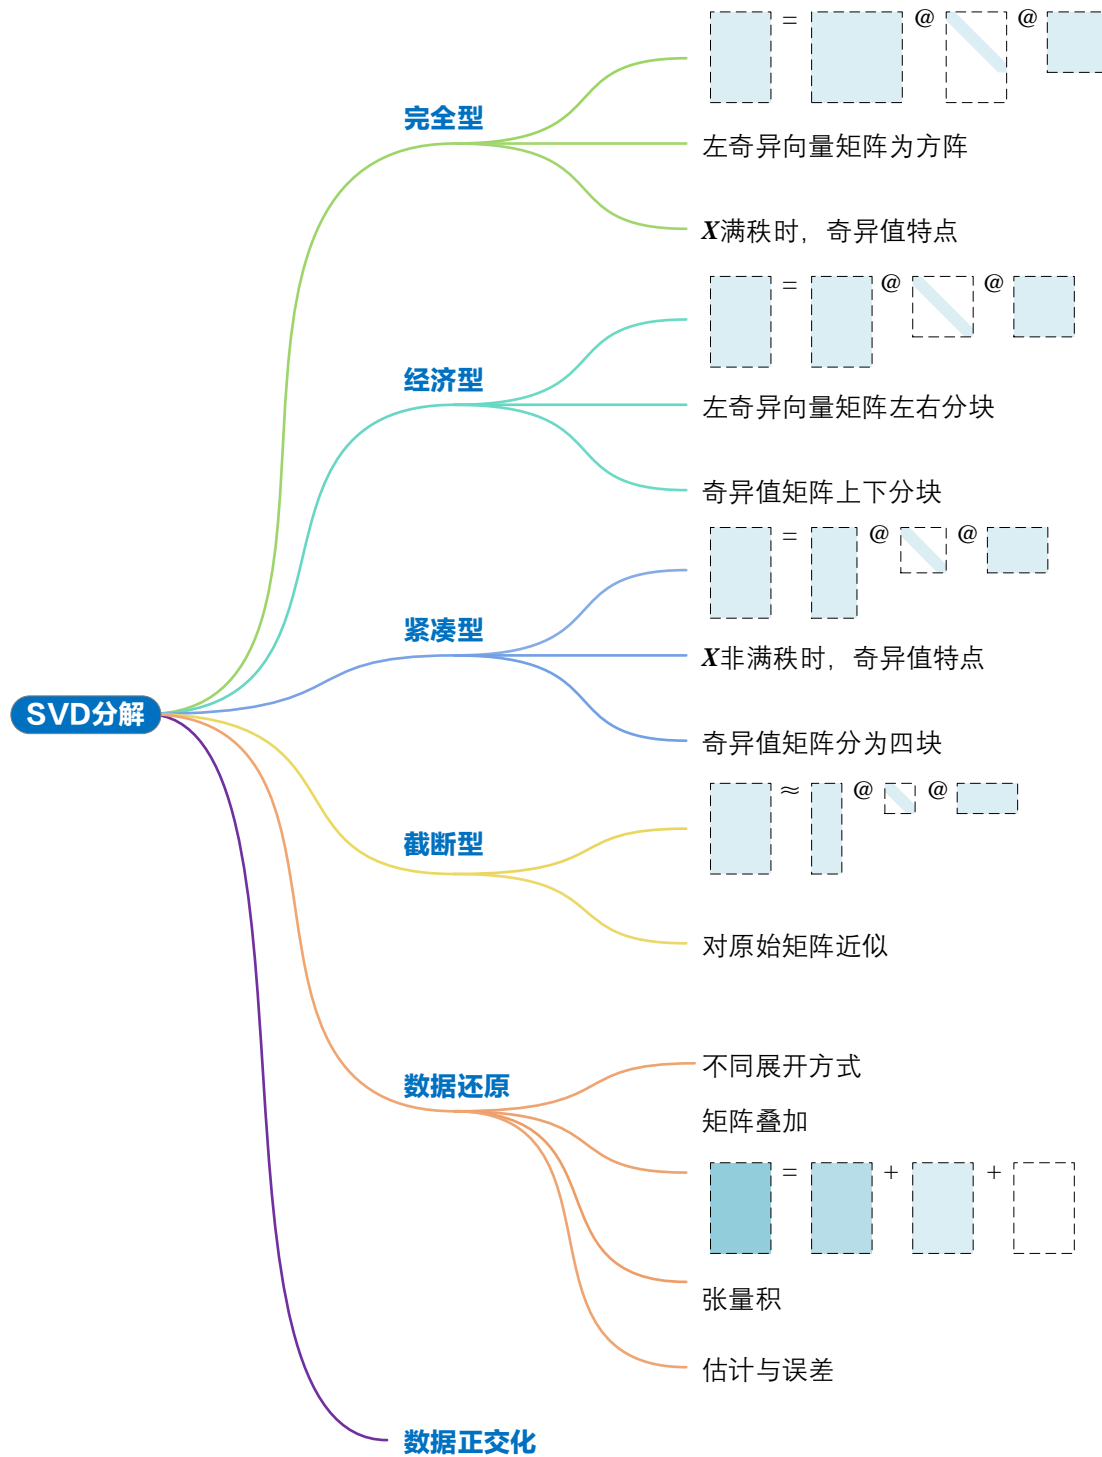 = @ @
完全型
左奇异向量矩阵为方阵
X满秩时，奇异值特点
= @ @
经济型
左奇异向量矩阵左右分块
奇异值矩阵上下分块
= @ @
紧凑型
X非满秩时，奇异值特点
SVD分解
奇异值矩阵分为四块
≈ @ @
截断型
对原始矩阵近似
不同展开方式
数据还原
矩阵叠加
= + +
张量积
估计与误差
数据正交化